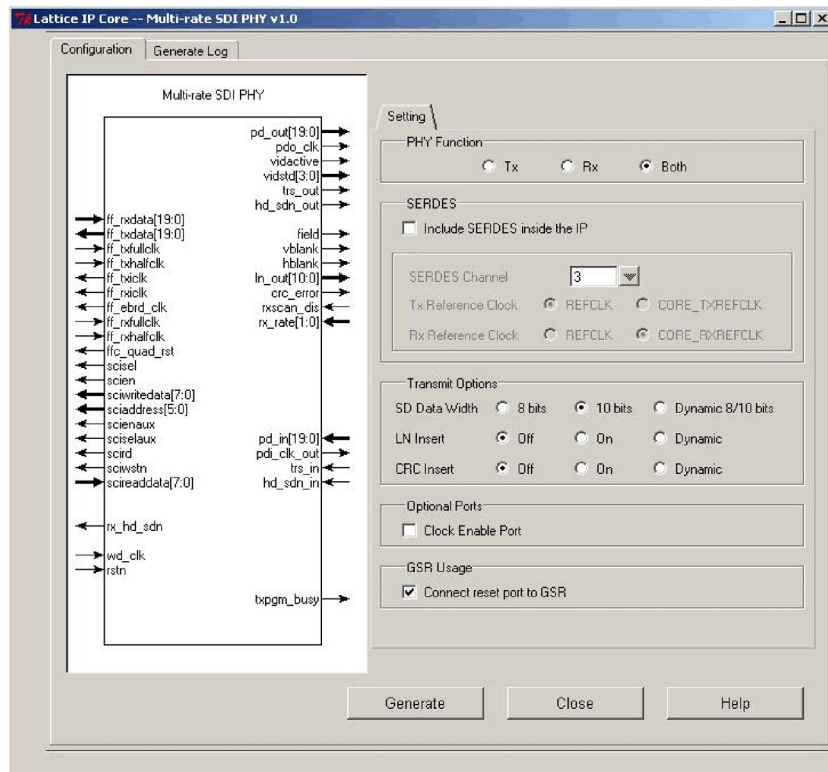 Lattice IP Core -- Multi-rate SDI PHY v1.0
Configuration
Generate Log
Multi-rate SDI PHY
pd_out[19:0]
pdo_clk
vidactive
vidstd[3:0]
trs_out
hd_sdn_out
ff_rxdata[19:0]
ff_txdata[19:0]
field
ff_txfullclk
vblank
ff_txhalfclk
hblank
ff_txiclk
ln_out[10:0]
ff_rxiclk
crc_error
ff_ebrd_clk
rxscan_dis
ff_rxfullclk
rx_rate[1:0]
ff_rxhalfclk
ffc_quad_rst
scisel
scien
sciwritedata[7:0]
sciaddress[5:0]
scienaux
sciselaux
pd_in[19:0]
scird
pdi_clk_out
sciwstn
trs_in
scireaddata[7:0]
hd_sdn_in
rx_hd_sdn
wd_clk
rstn
txpgm_busy
Setting
PHY Function
Tx Rx Both
SERDES
Include SERDES inside the IP
SERDES Channel 3
Tx Reference Clock REFCLK CORE_TXREFCLK
Rx Reference Clock REFCLK CORE_RXREFCLK
Transmit Options
SD Data Width 8 bits 10 bits Dynamic 8/10 bits
LN Insert Off On Dynamic
CRC Insert Off On Dynamic
Optional Ports
Clock Enable Port
GSR Usage
Connect reset port to GSR
Generate Close Help